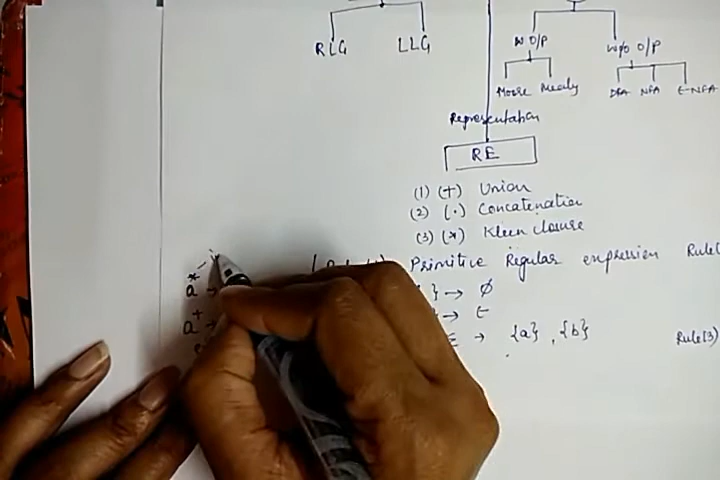 RLG LLG
W O/P W/o O/P
Moore Mealy DFA NFA E-NFA
Representation
RE
(1) (+) Union
(2) (.) Concatenation
(3) (*) Kleen closure
Primitive Regular expression Rule(
a* → } → Ø
a+ → } → ϵ
ϵ → {a} , {b} Rule(3)